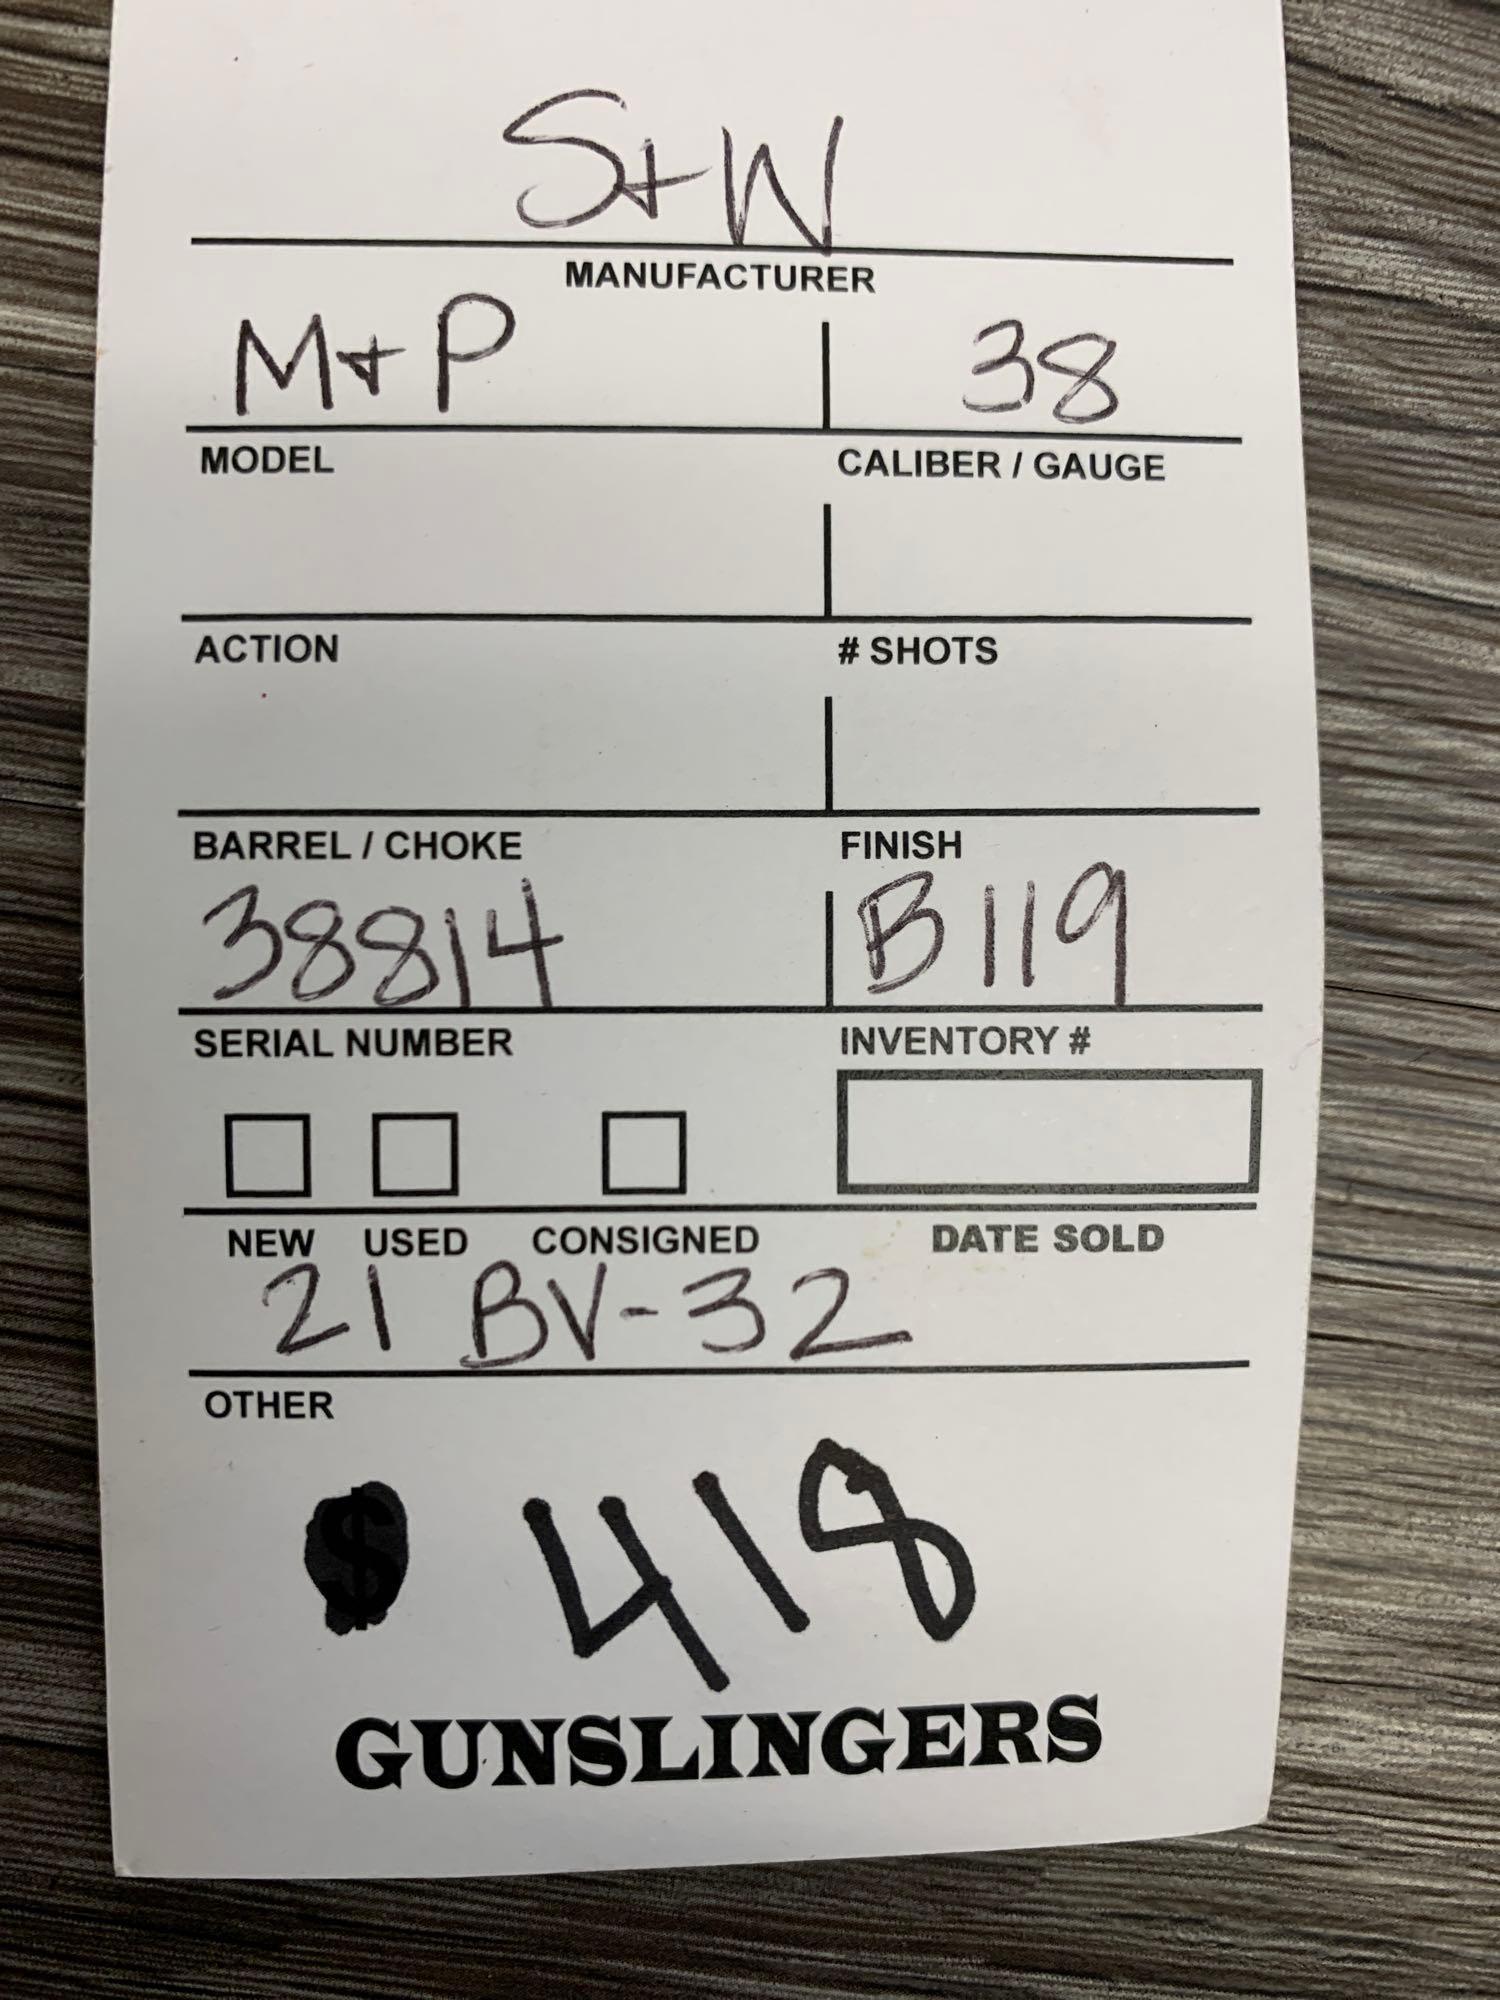 S+W
MANUFACTURER
M+P 38
MODEL CALIBER / GAUGE
ACTION # SHOTS
BARREL / CHOKE FINISH
38814 B119
SERIAL NUMBER INVENTORY #
NEW USED CONSIGNED DATE SOLD
21 BV-32
OTHER
$ 418
GUNSLINGERS